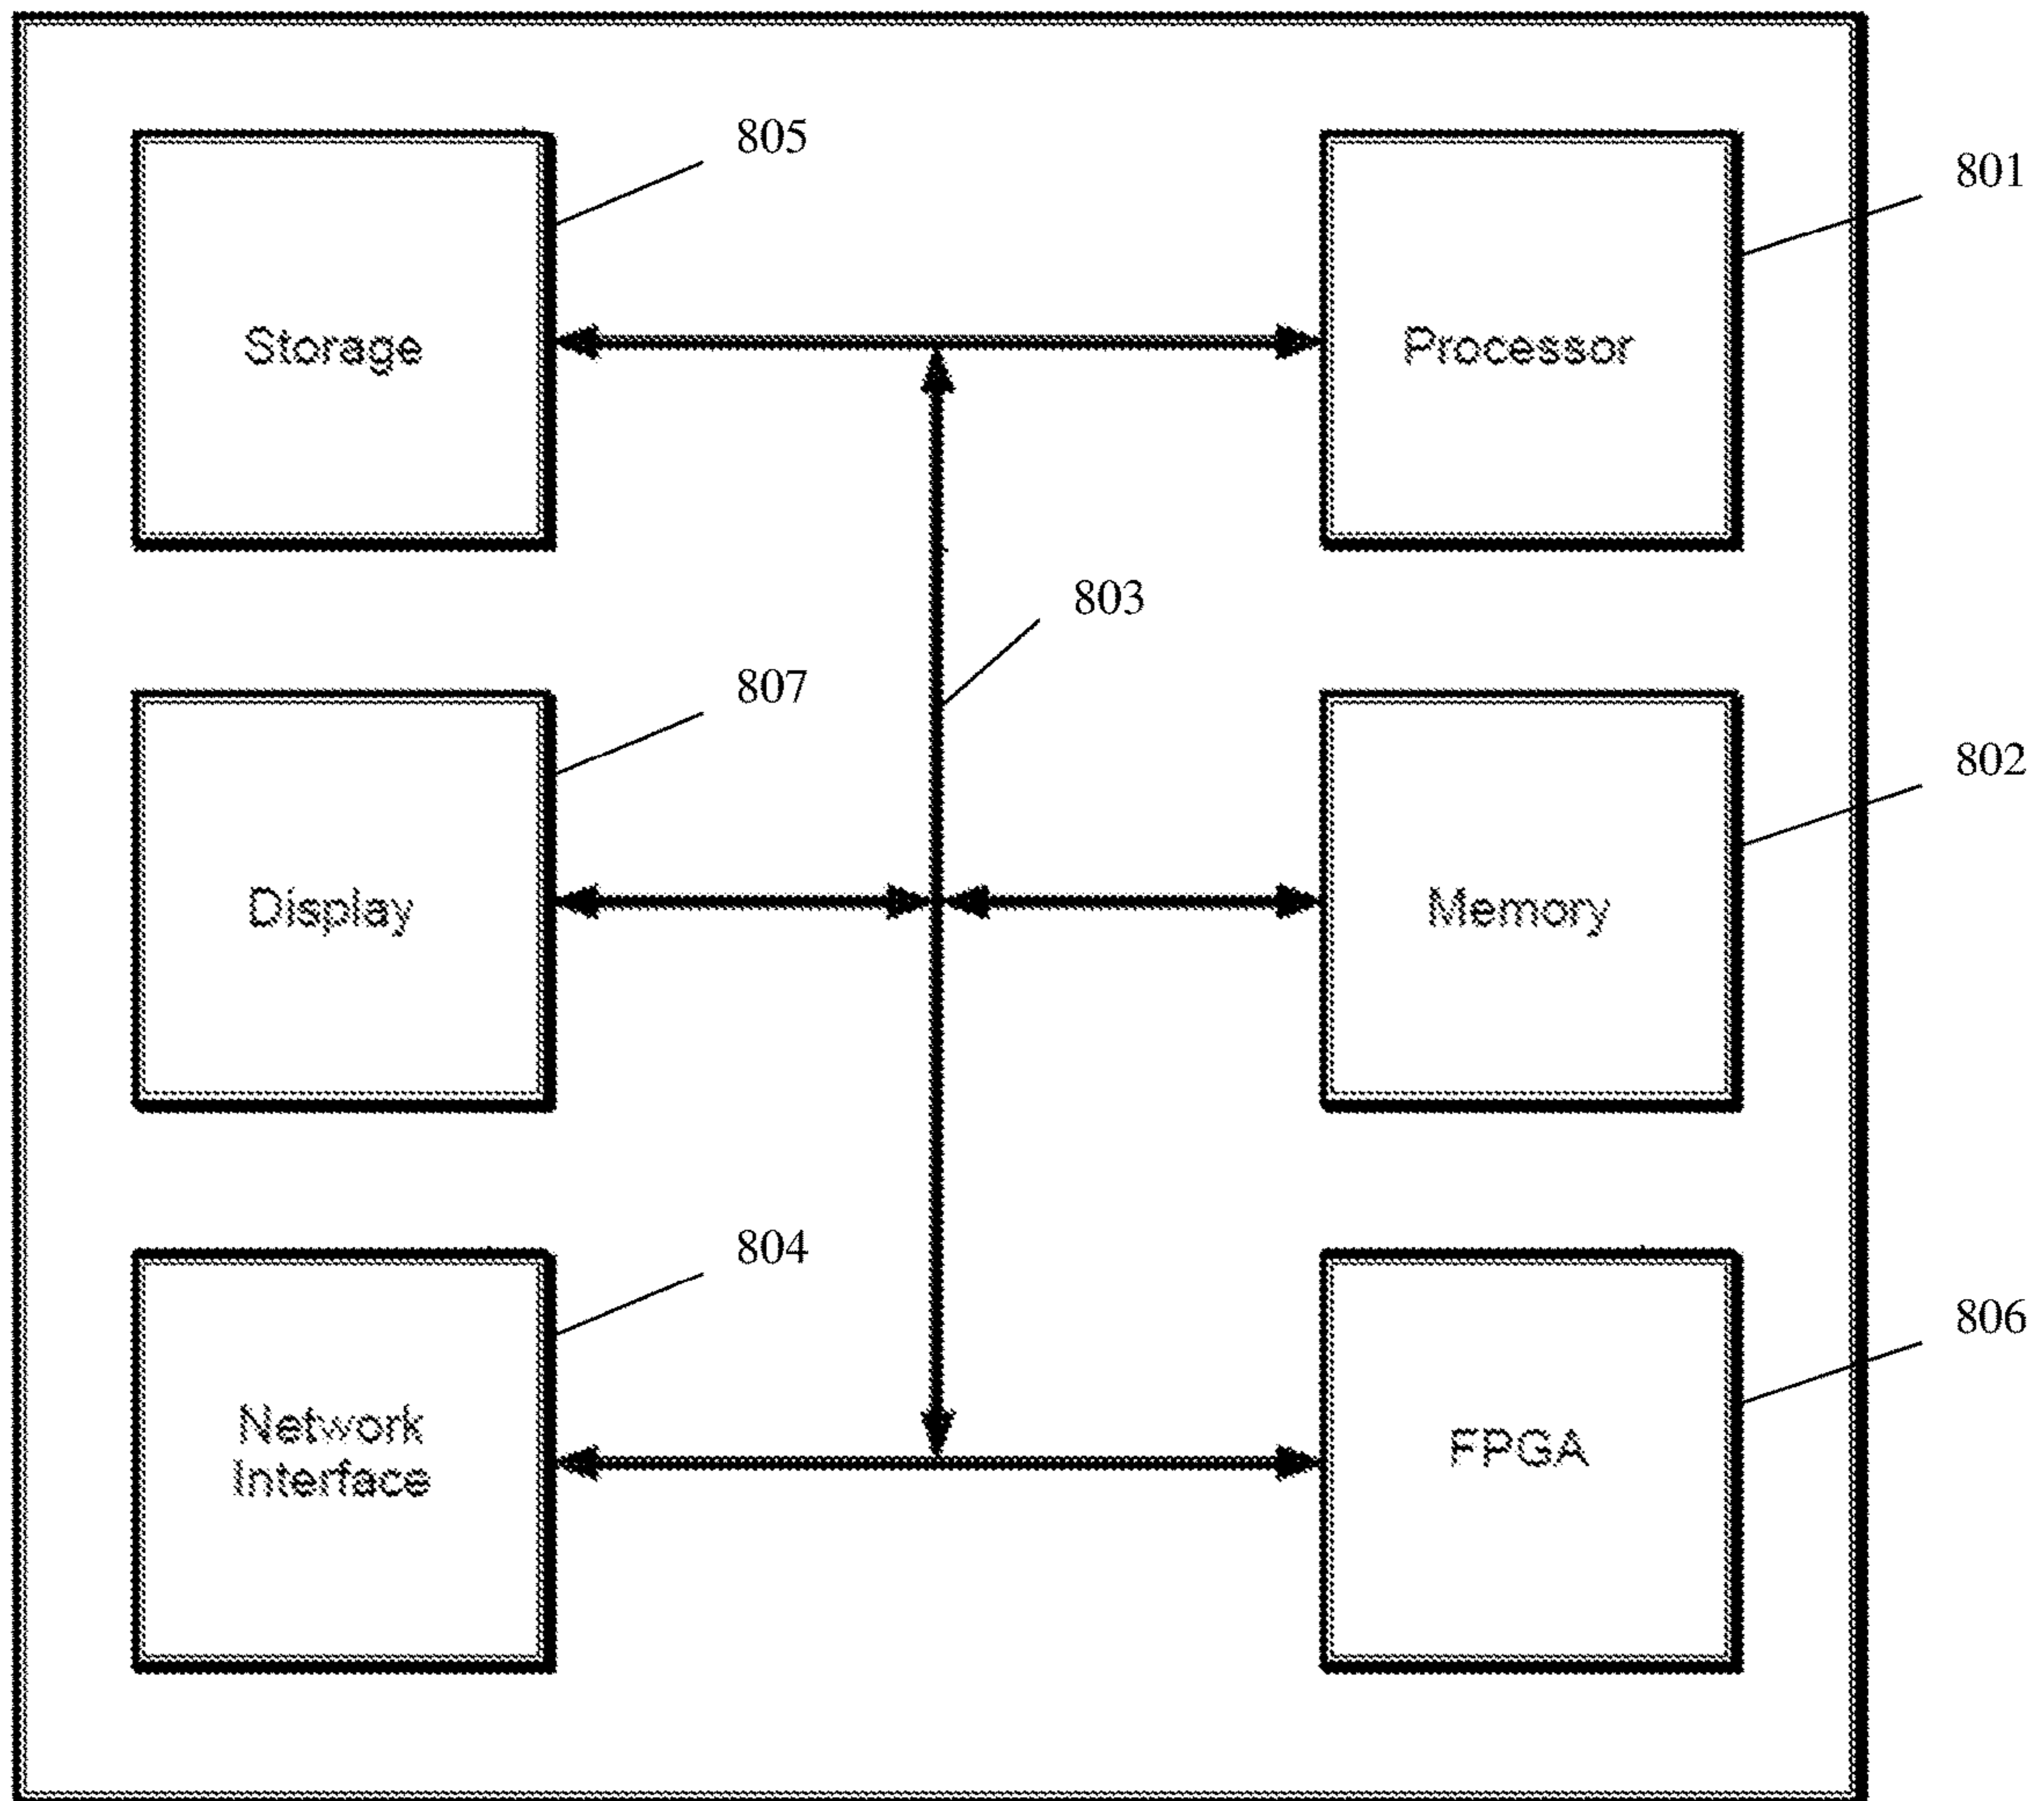 805
801
Storage
Processor
803
807
802
Display
Memory
804
806
Network
Interface
FPGA